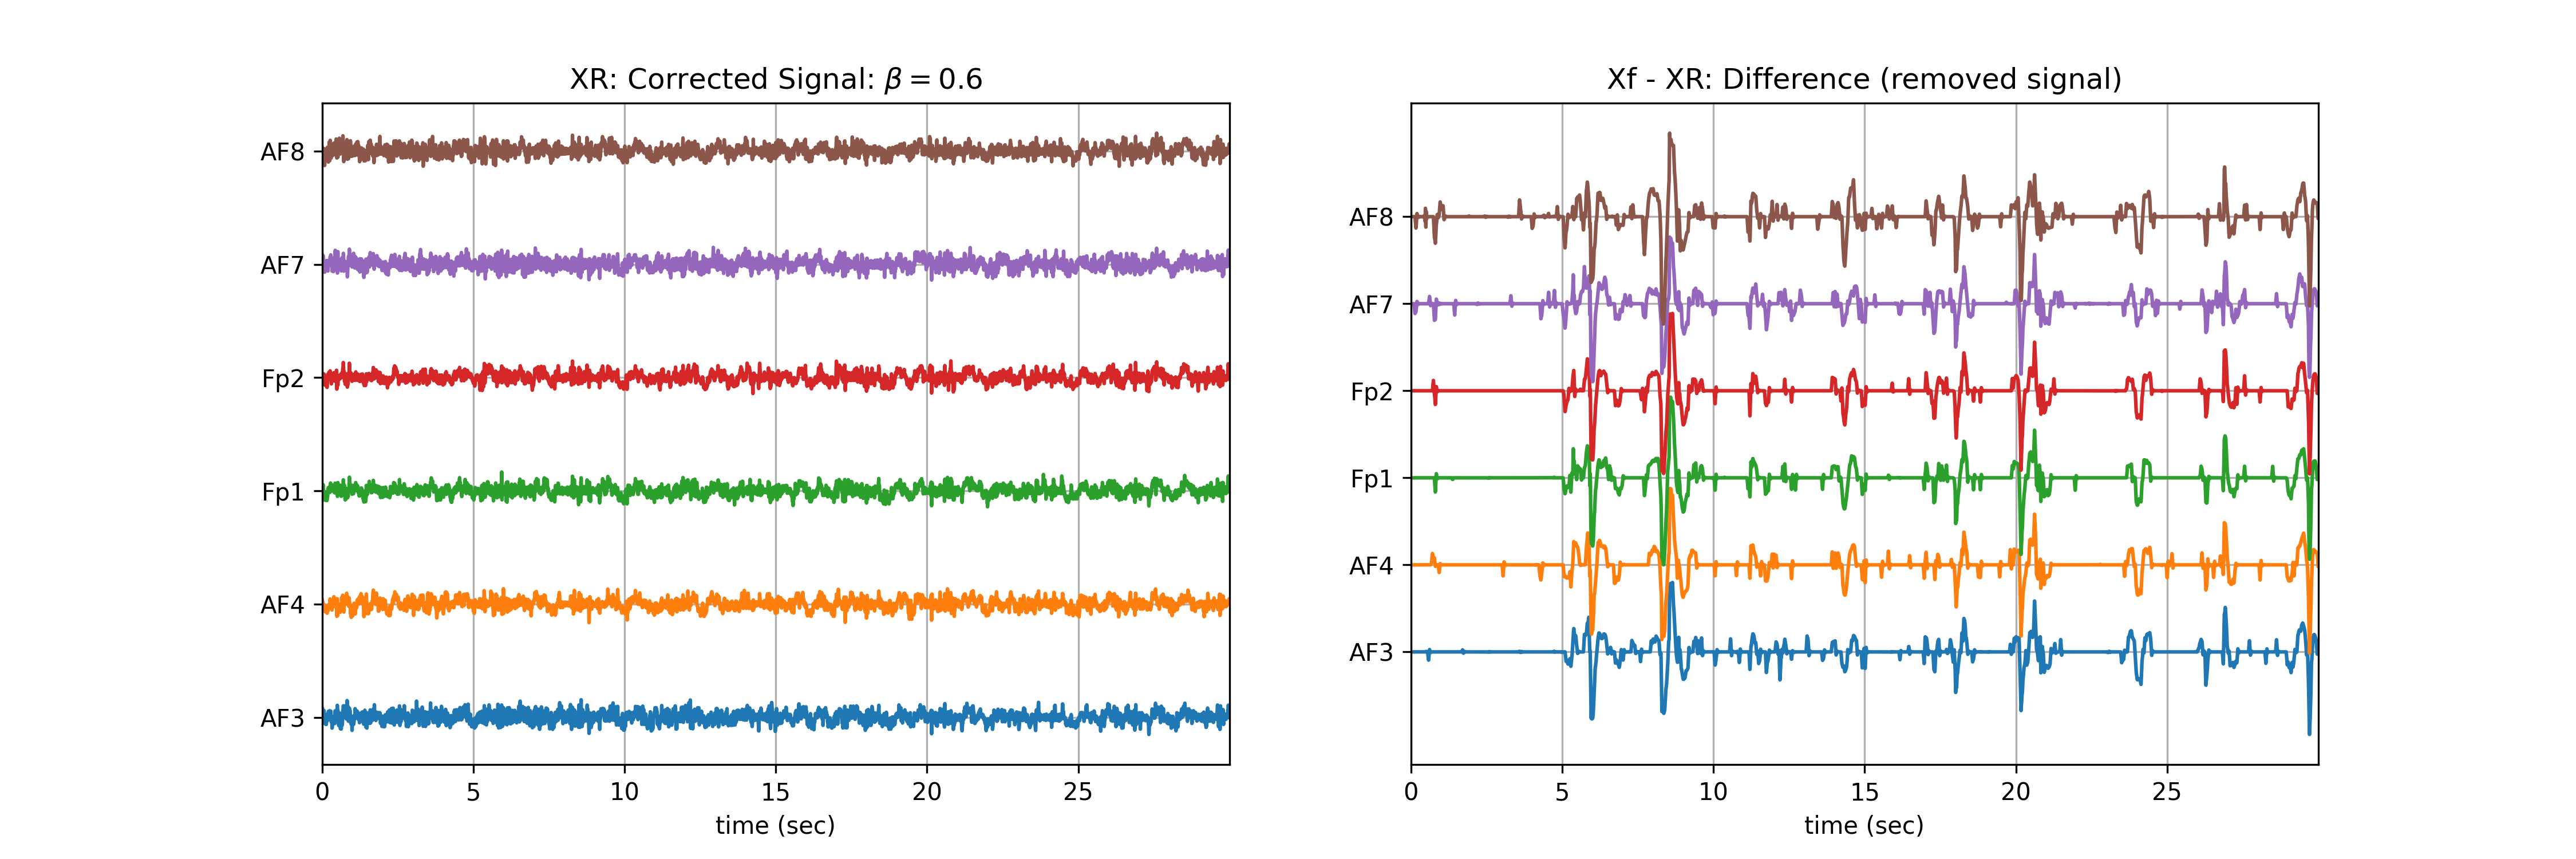 XR: Corrected Signal: β = 0.6
AF8
AF7
Fp2
Fp1
AF4
AF3
0 5 10 15 20 25
time (sec)
Xf - XR: Difference (removed signal)
AF8
AF7
Fp2
Fp1
AF4
AF3
0 5 10 15 20 25
time (sec)